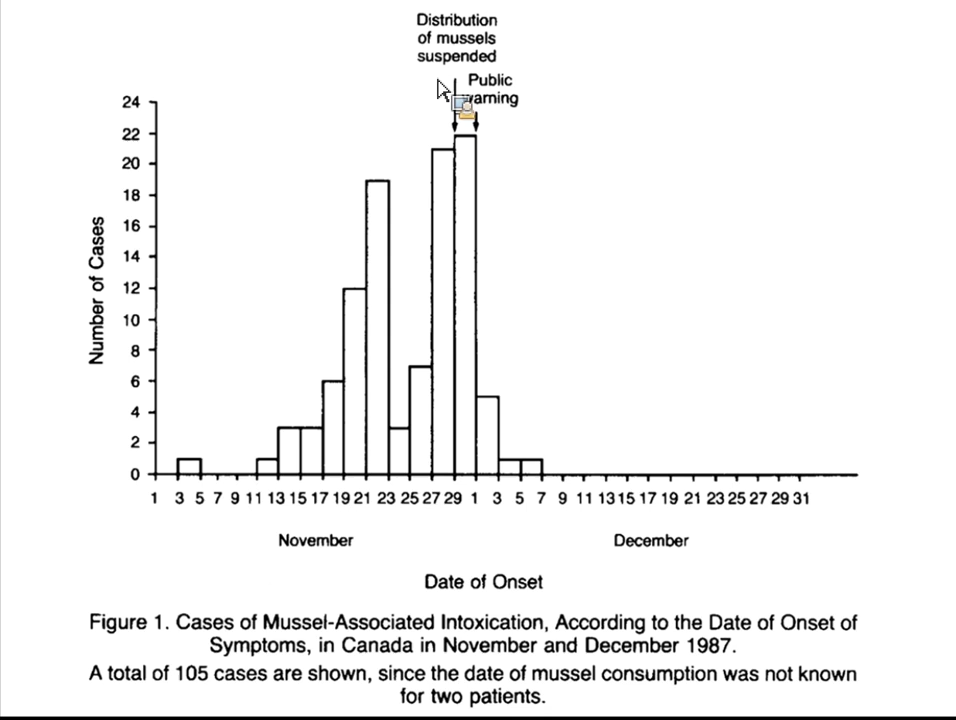 Distribution
of mussels
suspended
Public
arning
24
22
20
18
16
14
12
10
8
6
4
2
0
Number of Cases
1 3 5 7 9 11 13 15 17 19 21 23 25 27 29 1 3 5 7 9 11 13 15 17 19 21 23 25 27 29 31
November December
Date of Onset
Figure 1. Cases of Mussel-Associated Intoxication, According to the Date of Onset of
Symptoms, in Canada in November and December 1987.
A total of 105 cases are shown, since the date of mussel consumption was not known
for two patients.